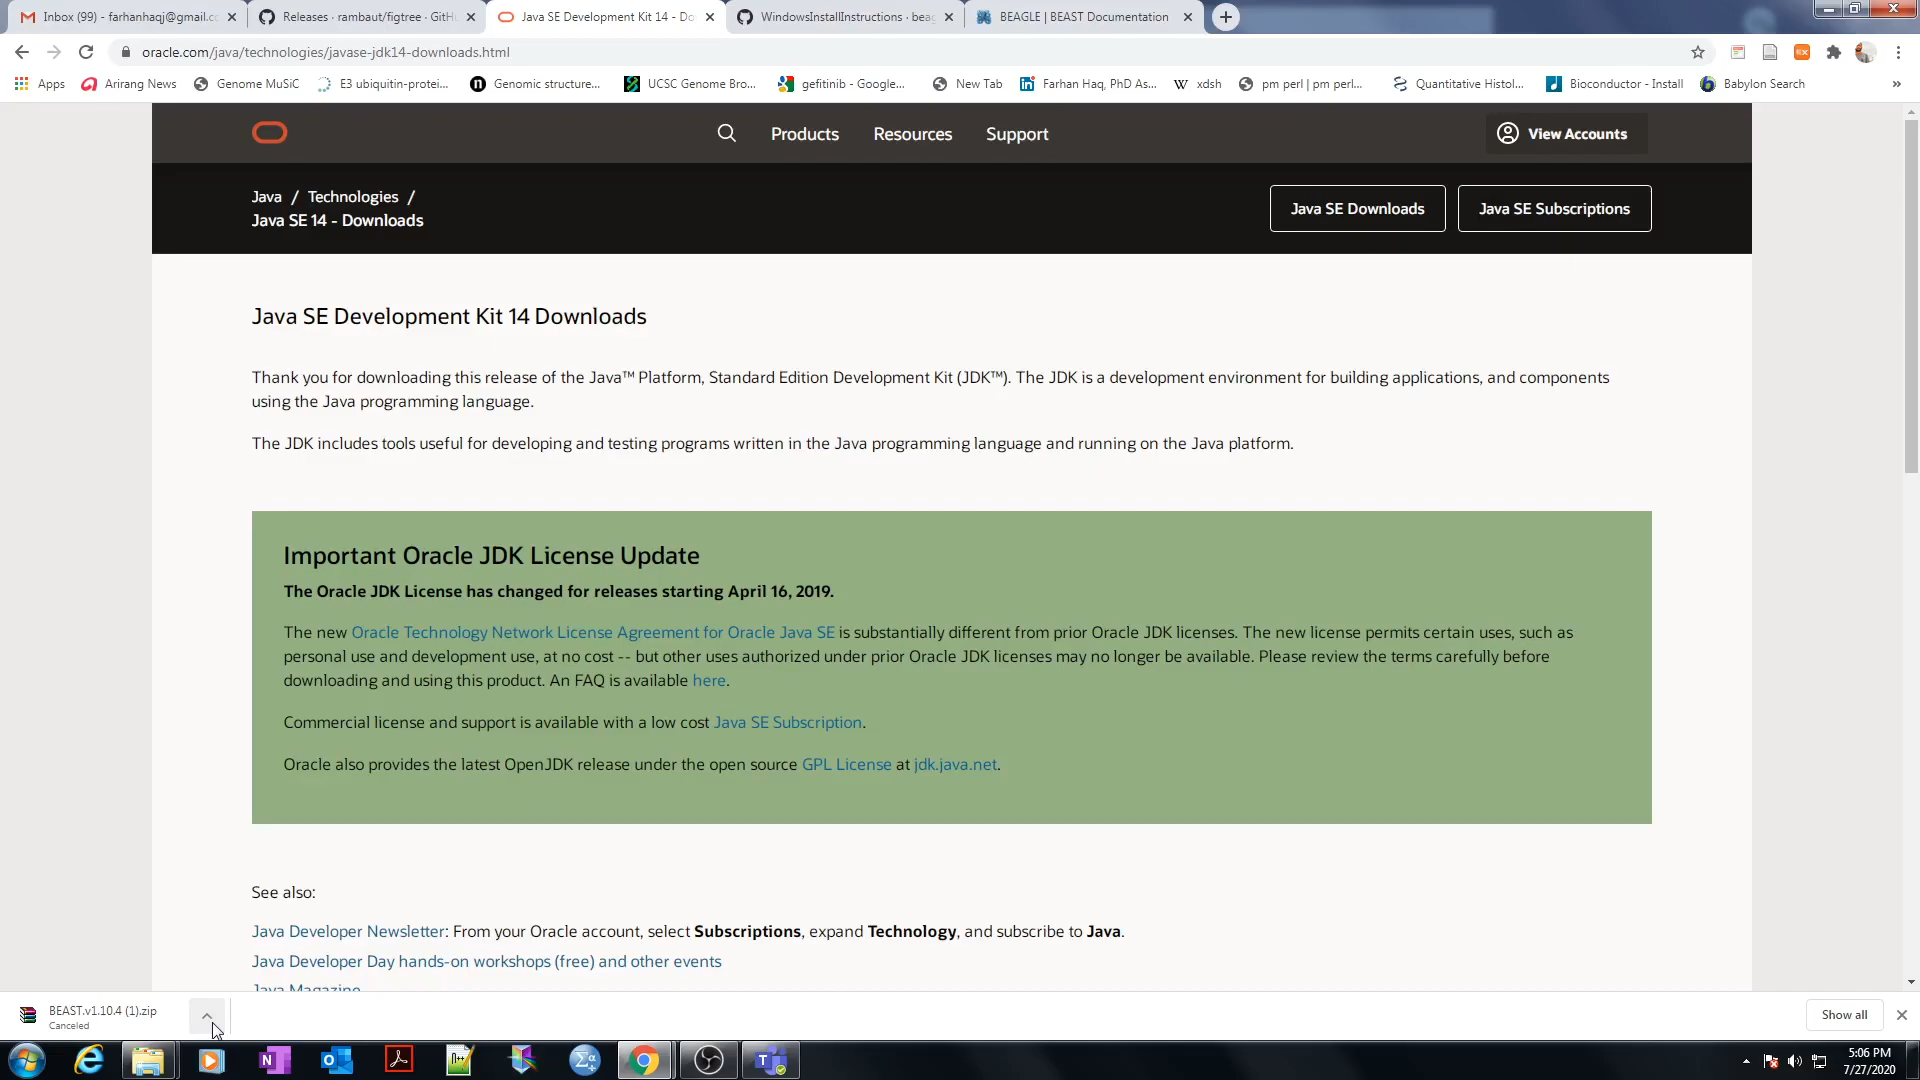 Inbox (99) - farhanhaqj@gmail.c
Releases · rambaut/figtree · GitH
Java SE Development Kit 14 - Do
WindowsInstallInstructions · beag
BEAGLE | BEAST Documentation
oracle.com/java/technologies/javase-jdk14-downloads.html
Apps
Arirang News
Genome MuSiC
E3 ubiquitin-protei...
Genomic structure...
UCSC Genome Bro...
gefitinib - Google...
New Tab
Farhan Haq, PhD As...
xdsh
pm perl | pm perl...
Quantitative Histol...
Bioconductor - Install
Babylon Search
»
Products
Resources
Support
View Accounts
Java / Technologies /
Java SE 14 - Downloads
Java SE Downloads
Java SE Subscriptions
Java SE Development Kit 14 Downloads
Thank you for downloading this release of the Java™ Platform, Standard Edition Development Kit (JDK™). The JDK is a development environment for building applications, and components
using the Java programming language.
The JDK includes tools useful for developing and testing programs written in the Java programming language and running on the Java platform.
Important Oracle JDK License Update
The Oracle JDK License has changed for releases starting April 16, 2019.
The new Oracle Technology Network License Agreement for Oracle Java SE is substantially different from prior Oracle JDK licenses. The new license permits certain uses, such as
personal use and development use, at no cost -- but other uses authorized under prior Oracle JDK licenses may no longer be available. Please review the terms carefully before
downloading and using this product. An FAQ is available here.
Commercial license and support is available with a low cost Java SE Subscription.
Oracle also provides the latest OpenJDK release under the open source GPL License at jdk.java.net.
See also:
Java Developer Newsletter: From your Oracle account, select Subscriptions, expand Technology, and subscribe to Java.
Java Developer Day hands-on workshops (free) and other events
Java Magazine
BEAST.v1.10.4 (1).zip
Canceled
Show all
5:06 PM
7/27/2020